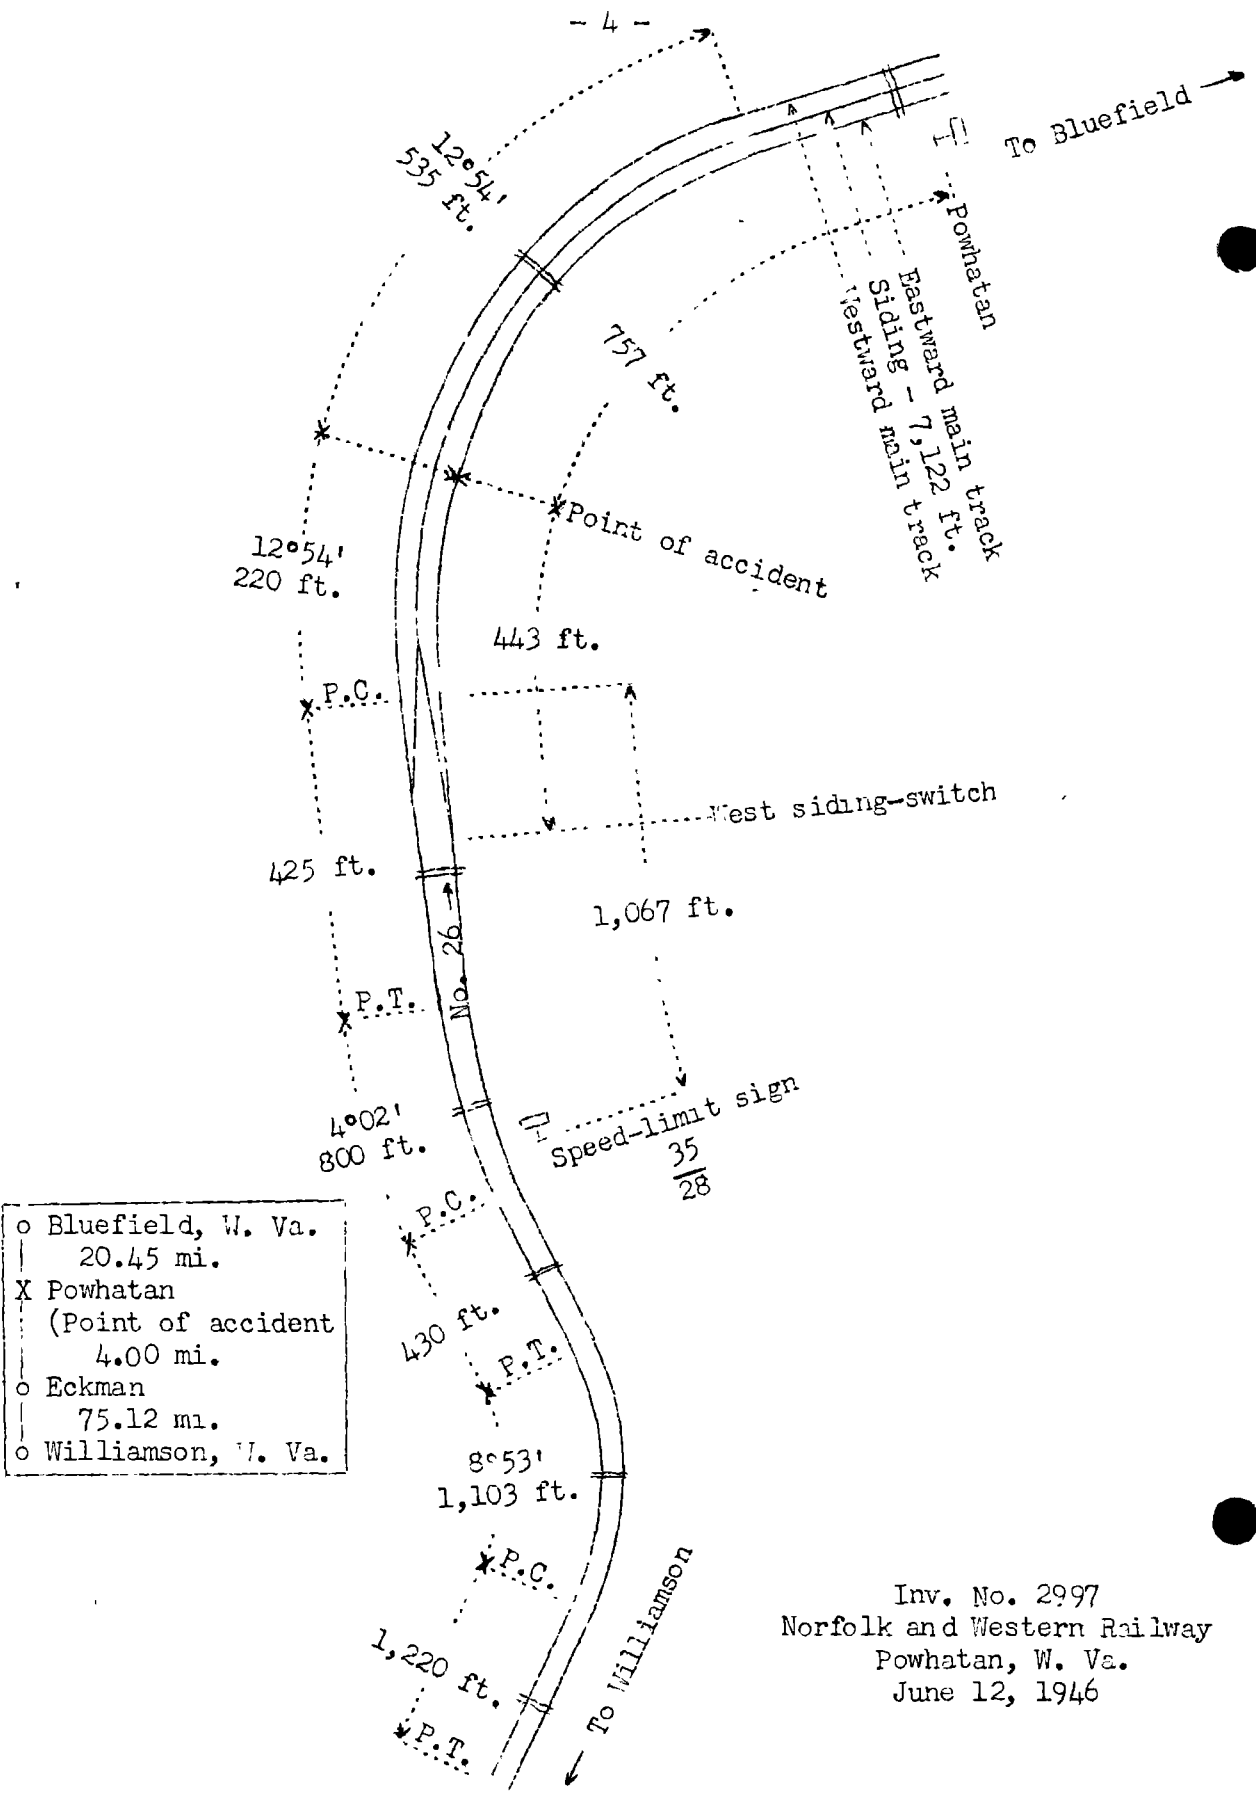 - 4 -
To Bluefield
12°54'
535 ft.
Powhatan
Eastward main track
Siding - 7,122 ft.
Westward main track
757 ft.
Point of accident
12°54'
220 ft.
443 ft.
P.C.
West siding-switch
425 ft.
1,067 ft.
No. 26
P.T.
Speed-limit sign
35
28
4°02'
800 ft.
P.C.
o Bluefield, W. Va.
20.45 mi.
X Powhatan
(Point of accident
4.00 mi.
o Eckman
75.12 mi.
o Williamson, W. Va.
430 ft.
P.T.
8°53'
1,103 ft.
P.C.
1,220 ft.
P.T.
To Williamson
Inv. No. 2997
Norfolk and Western Railway
Powhatan, W. Va.
June 12, 1946